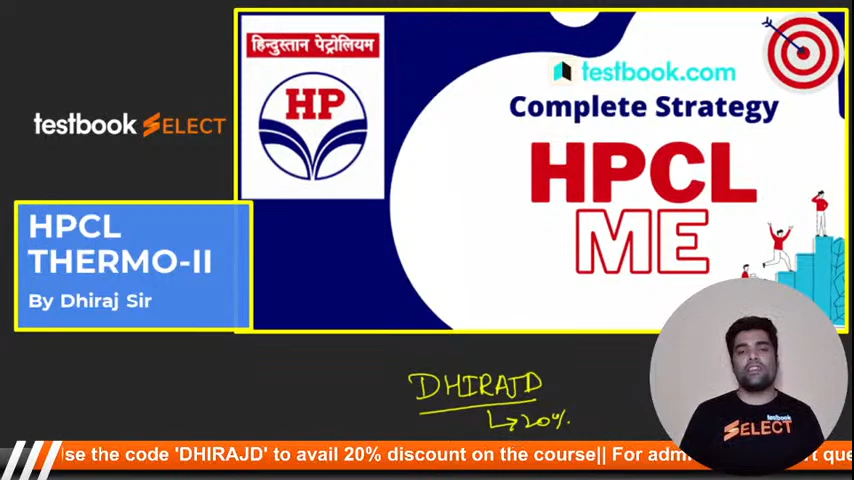 हिन्दुस्तान पेट्रोलियम
HP
testbook.com
Complete Strategy
HPCL
ME
testbook SELECT
HPCL
THERMO-II
By Dhiraj Sir
DHIRAJD
↳20%.
testbook
SELECT
se the code 'DHIRAJD' to avail 20% discount on the course|| For